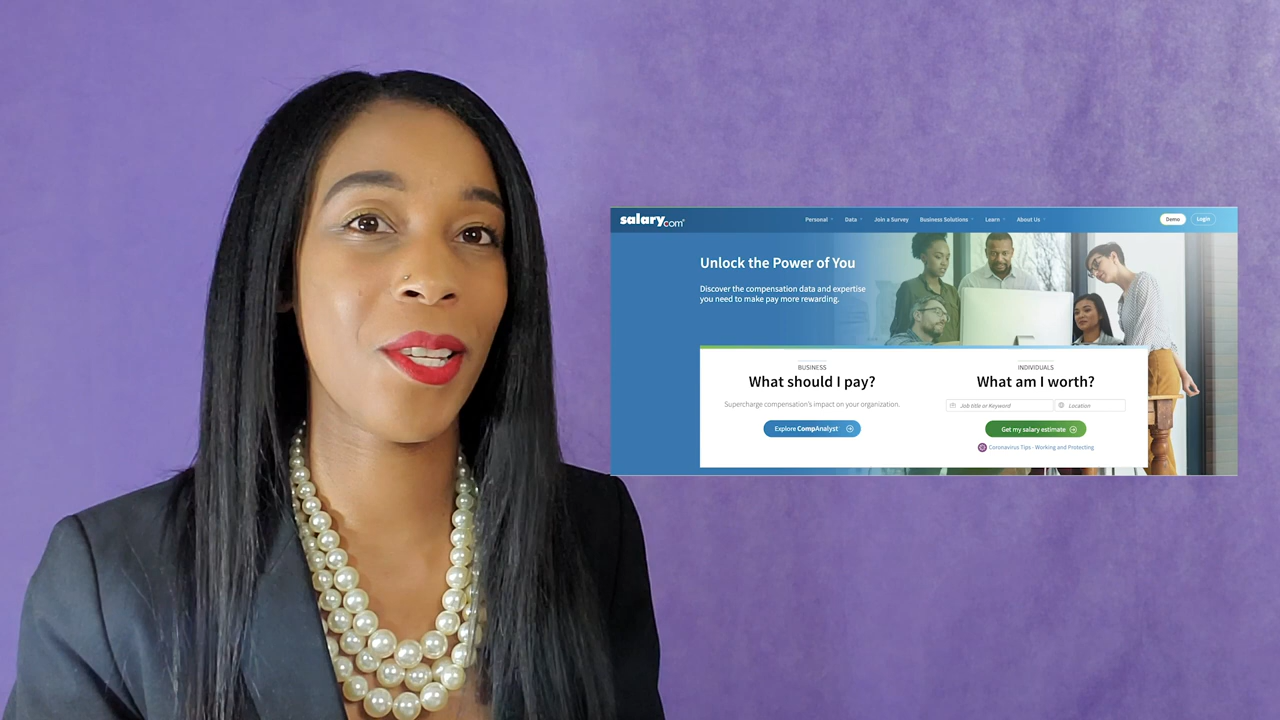 salary.com®
Personal
Data
Join a Survey
Business Solutions
Learn
About Us
Demo
Login
Unlock the Power of You
Discover the compensation data and expertise
you need to make pay more rewarding.
BUSINESS
What should I pay?
Supercharge compensation's impact on your organization.
Explore CompAnalyst
INDIVIDUALS
What am I worth?
Job title or Keyword
Location
Get my salary estimate
Coronavirus Tips - Working and Protecting